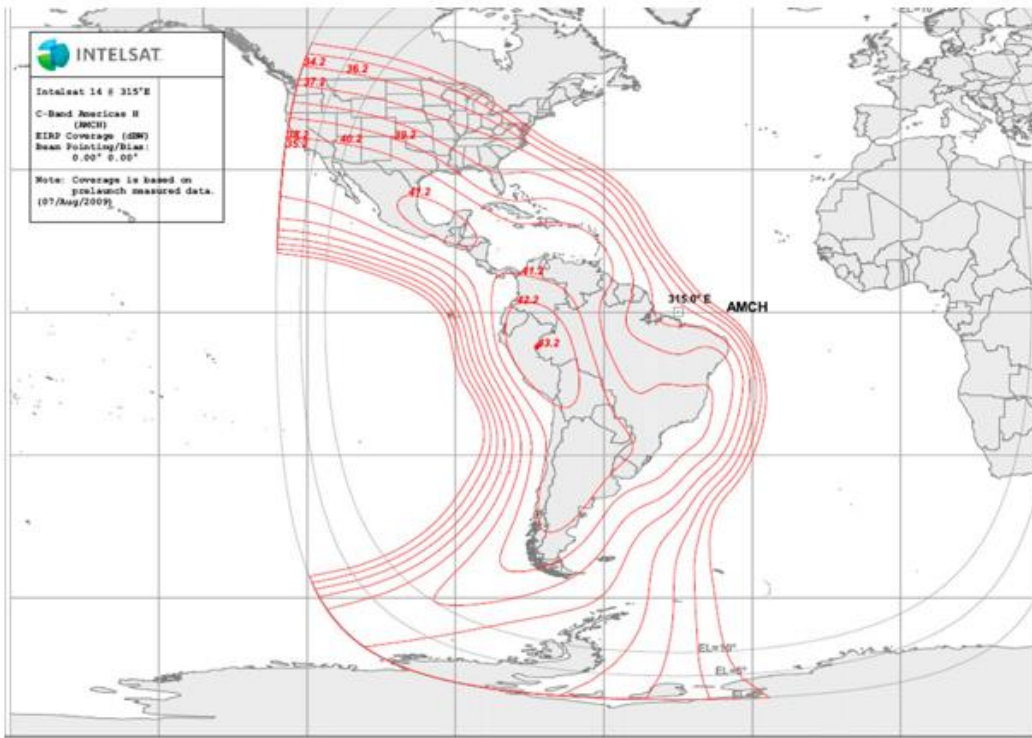 INTELSAT
Intelsat 14 @ 315°E
C-Band Americas H
(AMCH)
EIRP Coverage (dBW)
Beam Pointing/Bias:
0.00° 0.00°
Note: Coverage is based on
prelaunch measured data.
(07/Aug/2009)
34.2
36.2
37.2
40.2
39.2
35.2
41.2
41.2
42.2
43.2
315.0° E
AMCH
EL=10°
EL=5°